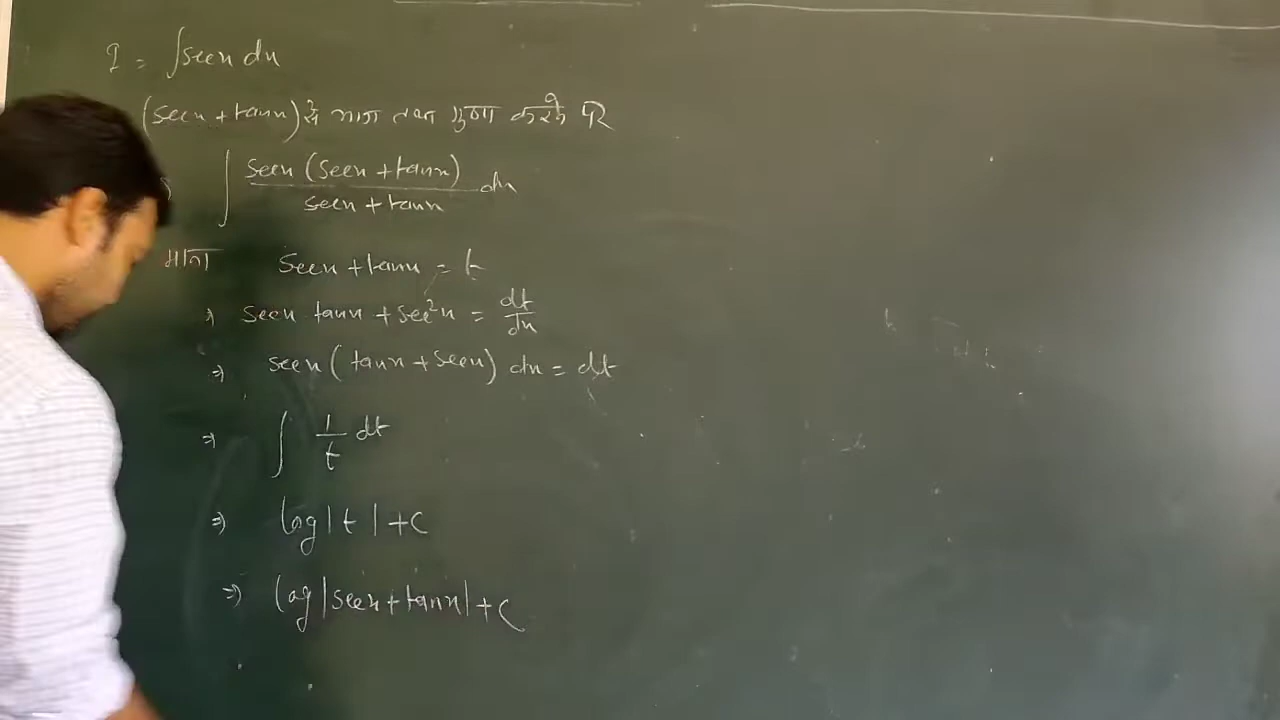 I = ∫secx dx
(secx + tanx) से भाग तथा गुणा करने पर
⇒ ∫ secx (secx + tanx) / secx + tanx dx
माना secx + tanx = t
⇒ secx tanx + sec²x = dt/dx
⇒ secx (tanx + secx) dx = dt
⇒ ∫ 1/t dt
⇒ log|t| + c
⇒ log|secx + tanx| + c